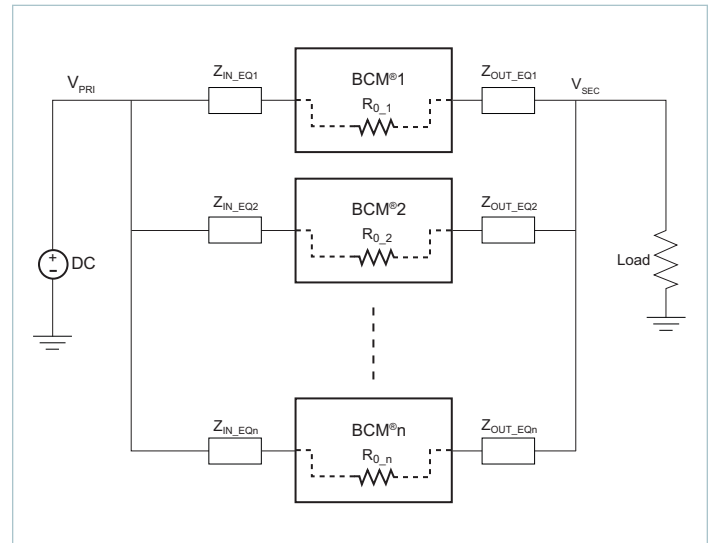 Z_IN_EQ1 BCM®1 Z_OUT_EQ1
V_PRI R_0_1 V_SEC
Z_IN_EQ2 BCM®2 Z_OUT_EQ2
R_0_2
+ - DC Load
Z_IN_EQn BCM®n Z_OUT_EQn
R_0_n